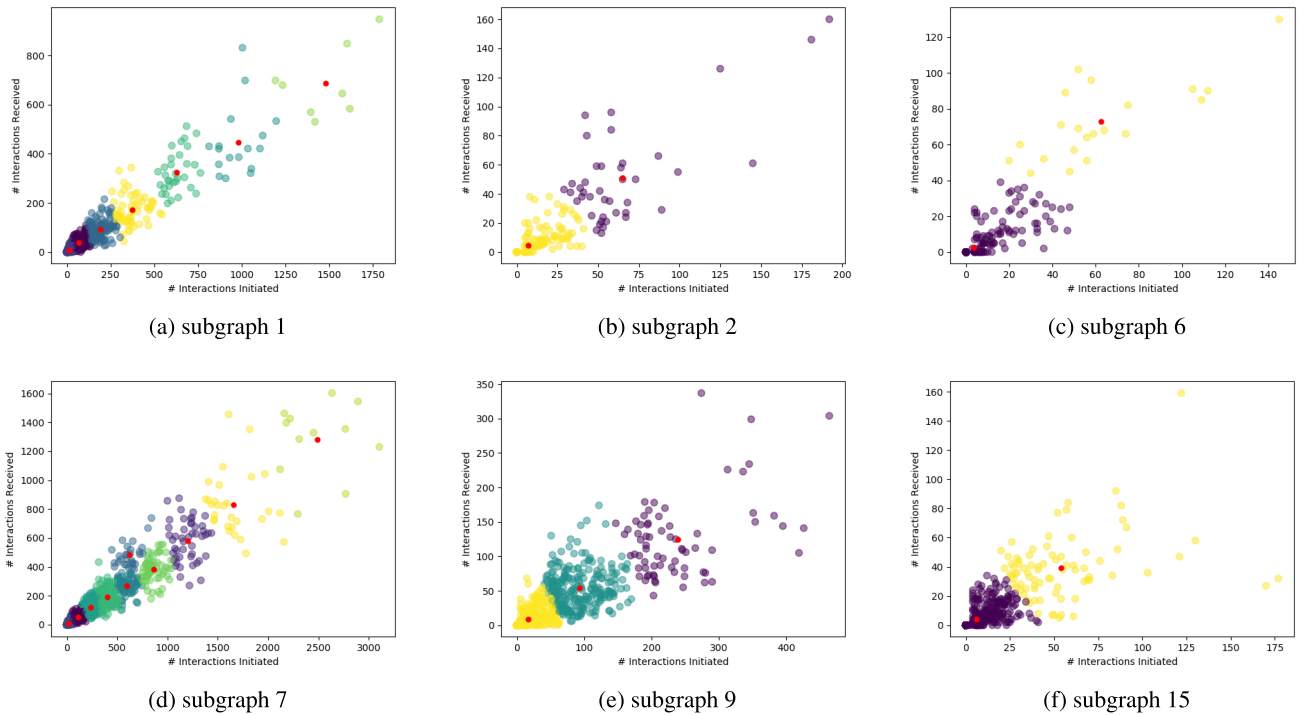 800
600
400
200
0
# Interactions Received
0 250 500 750 1000 1250 1500 1750
# Interactions Initiated
(a) subgraph 1
160
140
120
100
80
60
40
20
0
# Interactions Received
0 25 50 75 100 125 150 175 200
# Interactions Initiated
(b) subgraph 2
120
100
80
60
40
20
0
# Interactions Received
0 20 40 60 80 100 120 140
# Interactions Initiated
(c) subgraph 6
1600
1400
1200
1000
800
600
400
200
0
# Interactions Received
0 500 1000 1500 2000 2500 3000
# Interactions Initiated
(d) subgraph 7
350
300
250
200
150
100
50
0
# Interactions Received
0 100 200 300 400
# Interactions Initiated
(e) subgraph 9
160
140
120
100
80
60
40
20
0
# Interactions Received
0 25 50 75 100 125 150 175
# Interactions Initiated
(f) subgraph 15